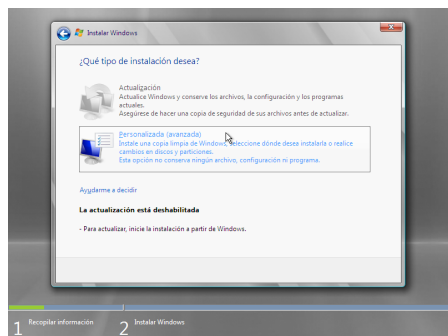 Instalar Windows
¿Qué tipo de instalación desea?
Actualización
Actualice Windows y conserve los archivos, la configuración y los programas
actuales.
Asegúrese de hacer una copia de seguridad de sus archivos antes de actualizar.
Personalizada (avanzada)
Instale una copia limpia de Windows, seleccione dónde desea instalarla o realice
cambios en discos y particiones.
Esta opción no conserva ningún archivo, configuración ni programa.
Ayudarme a decidir
La actualización está deshabilitada
- Para actualizar, inicie la instalación a partir de Windows.
1 Recopilar información
2 Instalar Windows